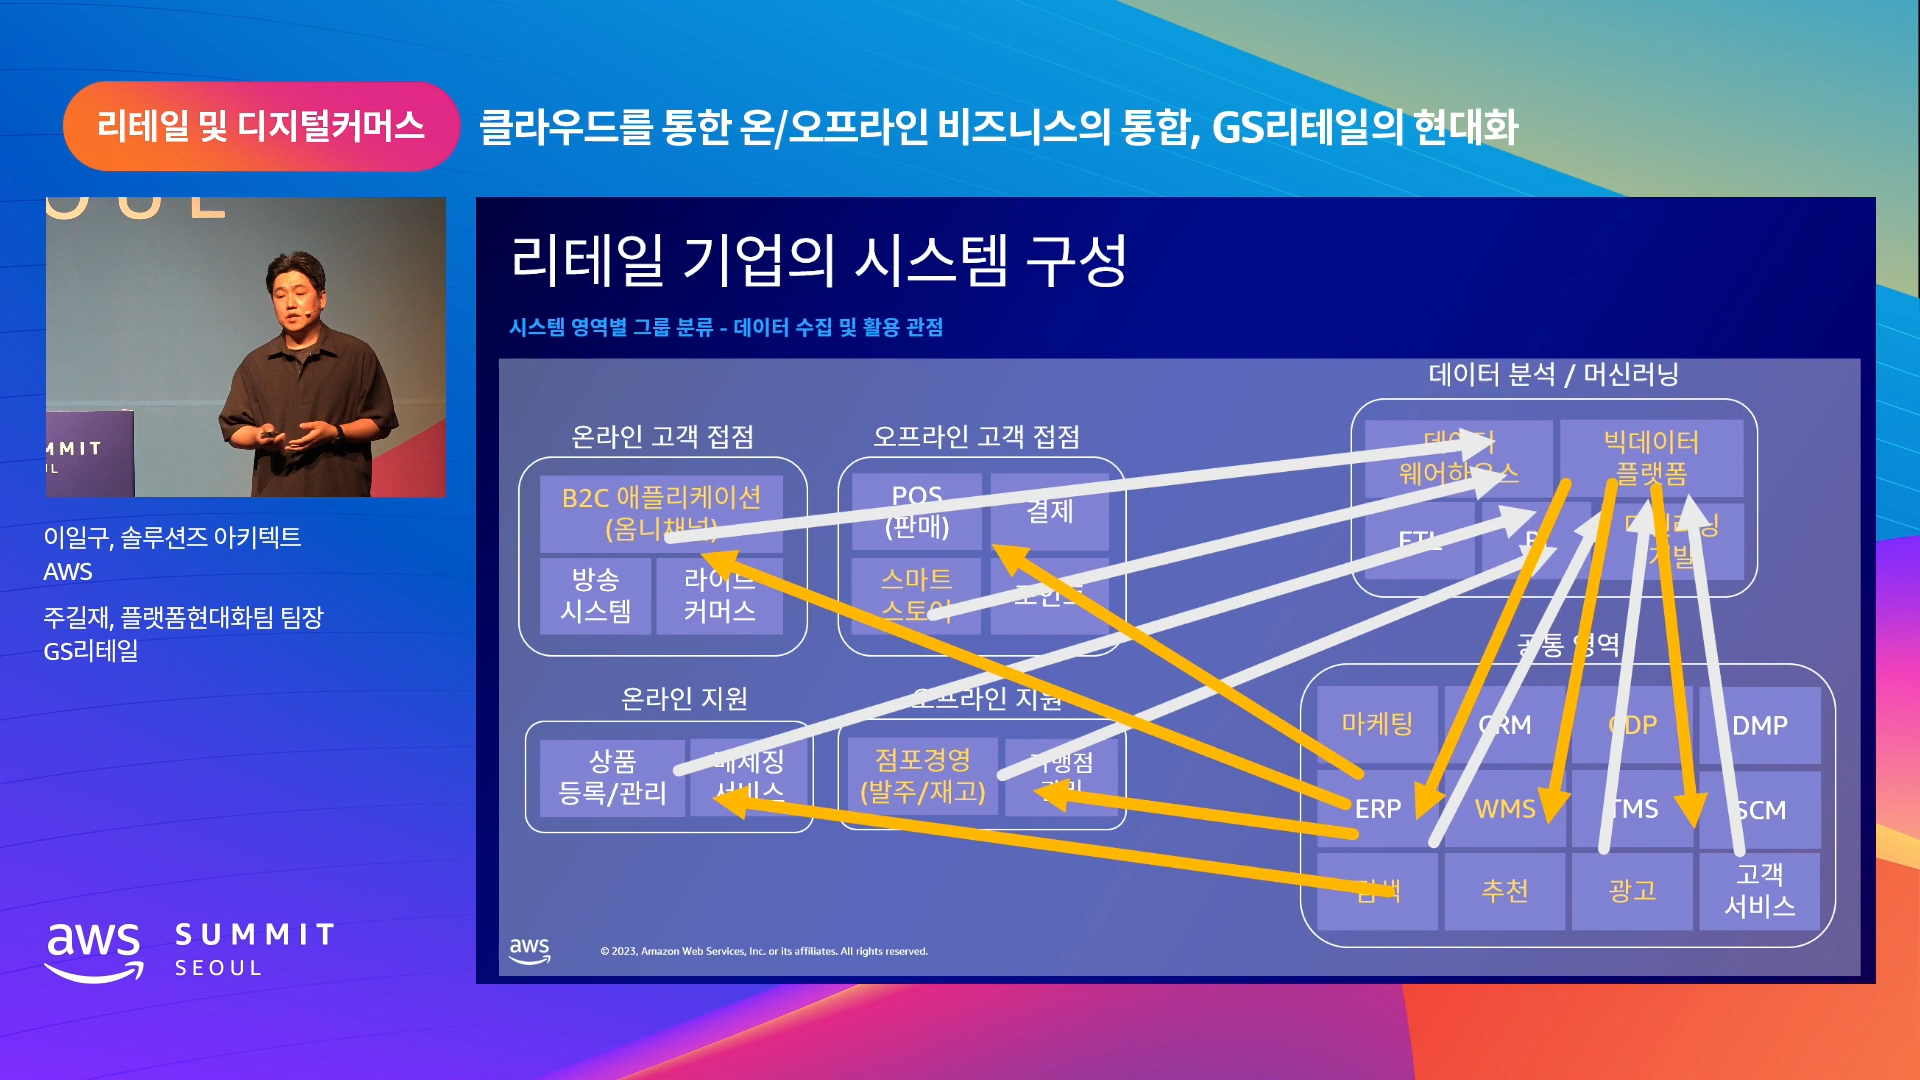 리테일 및 디지털커머스
클라우드를 통한 온/오프라인 비즈니스의 통합, GS리테일의 현대화
MMIT
IL
이일구, 솔루션즈 아키텍트
AWS
주길재, 플랫폼현대화팀 팀장
GS리테일
aws
SUMMIT
SEOUL
리테일 기업의 시스템 구성
시스템 영역별 그룹 분류 - 데이터 수집 및 활용 관점
온라인 고객 접점
B2C 애플리케이션
(옴니채널)
방송
시스템
라이브
커머스
오프라인 고객 접점
POS
(판매)
결제
스마트
스토어
포인트
데이터 분석 / 머신러닝
데이터
웨어하우스
빅데이터
플랫폼
ETL
온라인 지원
상품
등록/관리
메세징
서비스
오프라인 지원
점포경영
(발주/재고)
가맹점
공통 영역
마케팅
CRM
CDP
DMP
ERP
WMS
TMS
SCM
검색
추천
광고
고객
서비스
aws
© 2023, Amazon Web Services, Inc. or its affiliates. All rights reserved.